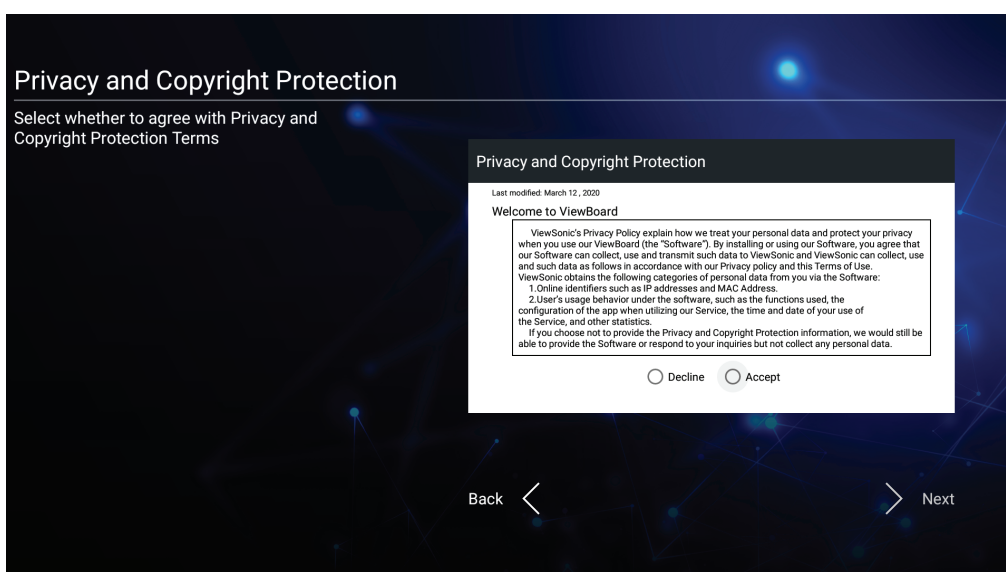 Privacy and Copyright Protection
Select whether to agree with Privacy and
Copyright Protection Terms
Privacy and Copyright Protection
Last modified: March 12 , 2020
Welcome to ViewBoard
ViewSonic's Privacy Policy explain how we treat your personal data and protect your privacy
when you use our ViewBoard (the “Software”). By installing or using our Software, you agree that
our Software can collect, use and transmit such data to ViewSonic and ViewSonic can collect, use
and such data as follows in accordance with our Privacy policy and this Terms of Use.
ViewSonic obtains the following categories of personal data from you via the Software:
1.Online identifiers such as IP addresses and MAC Address.
2.User's usage behavior under the software, such as the functions used, the
configuration of the app when utilizing our Service, the time and date of your use of
the Service, and other statistics.
If you choose not to provide the Privacy and Copyright Protection information, we would still be
able to provide the Software or respond to your inquiries but not collect any personal data.
Decline Accept
Back Next